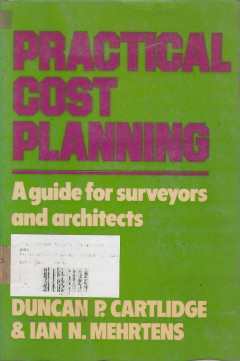 PRACTICAL
COST
PLANNING
A guide for surveyors
and architects
DUNCAN P. CARTLIDGE
& IAN N. MEHRTENS